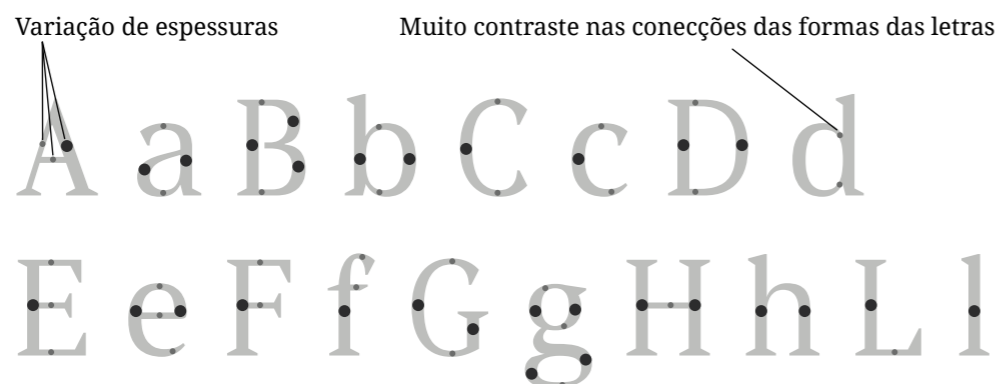 Variação de espessuras
Muito contraste nas conecções das formas das letras
A a B b C c D d
E e F f G g H h L l